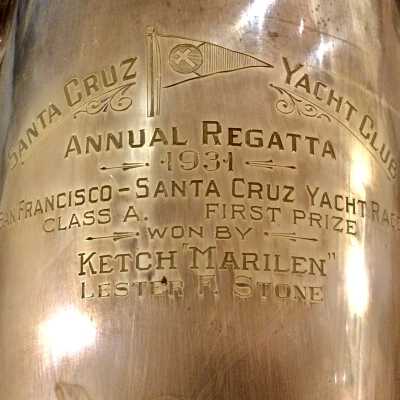 SANTA CRUZ YACHT CLUB
ANNUAL REGATTA
1931
SAN FRANCISCO - SANTA CRUZ YACHT RACE
CLASS A. FIRST PRIZE
WON BY
KETCH "MARILEN"
LESTER F. STONE